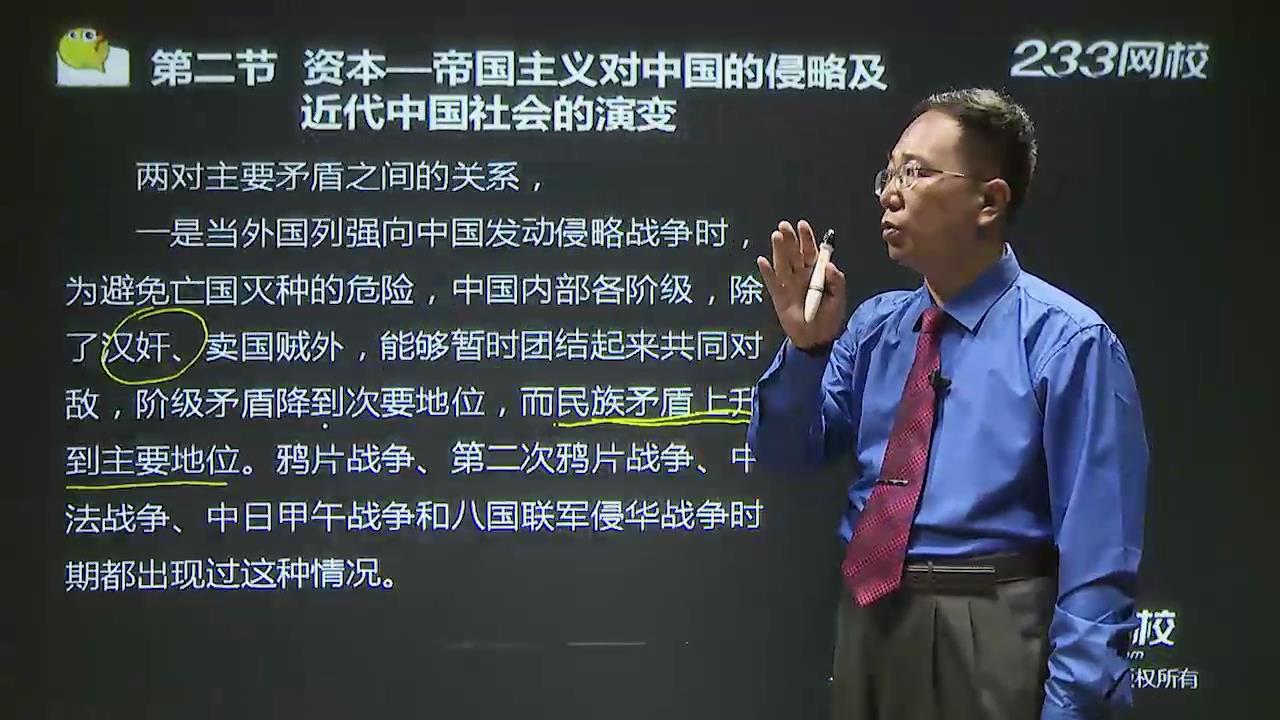 第二节 资本—帝国主义对中国的侵略及
近代中国社会的演变
233网校
两对主要矛盾之间的关系，
一是当外国列强向中国发动侵略战争时，
为避免亡国灭种的危险，中国内部各阶级，除
了汉奸、卖国贼外，能够暂时团结起来共同对
敌，阶级矛盾降到次要地位，而民族矛盾上升
到主要地位。鸦片战争、第二次鸦片战争、中
法战争、中日甲午战争和八国联军侵华战争时
期都出现过这种情况。
校
权所有